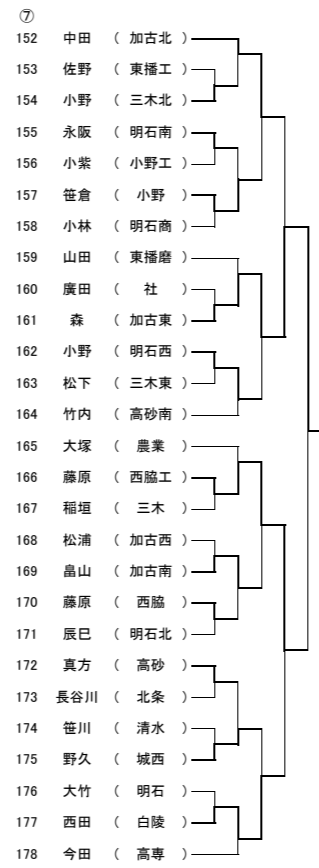 ⑦
152 中田 ( 加古北 )
153 佐野 ( 東播工 )
154 小野 ( 三木北 )
155 永阪 ( 明石南 )
156 小紫 ( 小野工 )
157 笹倉 ( 小野 )
158 小林 ( 明石商 )
159 山田 ( 東播磨 )
160 廣田 ( 社 )
161 森 ( 加古東 )
162 小野 ( 明石西 )
163 松下 ( 三木東 )
164 竹内 ( 高砂南 )
165 大塚 ( 農業 )
166 藤原 ( 西脇工 )
167 稲垣 ( 三木 )
168 松浦 ( 加古西 )
169 畠山 ( 加古南 )
170 藤原 ( 西脇 )
171 辰巳 ( 明石北 )
172 真方 ( 高砂 )
173 長谷川 ( 北条 )
174 笹川 ( 清水 )
175 野久 ( 城西 )
176 大竹 ( 明石 )
177 西田 ( 白陵 )
178 今田 ( 高専 )